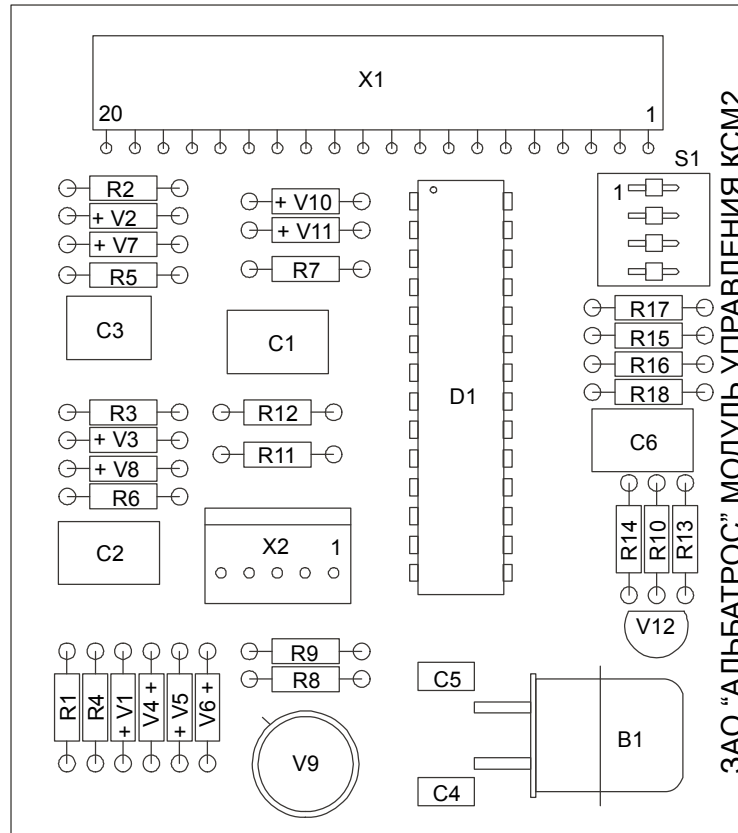 X1
20 1
S1
1
R2
+ V2
+ V7
R5
+ V10
+ V11
R7
C3
C1
D1
R17
R15
R16
R18
C6
R3
+ V3
+ V8
R6
R12
R11
C2
X2 1
R14
R10
R13
V12
R9
R8
R1
R4
+ V1
V4 +
+ V5
V6 +
V9
C5
C4
B1
ЗАО “АЛЬБАТРОС” МОДУЛЬ УПРАВЛЕНИЯ КСМ2